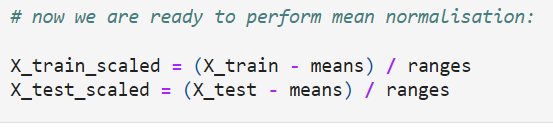 # now we are ready to perform mean normalisation:
X_train_scaled = (X_train - means) / ranges
X_test_scaled = (X_test - means) / ranges